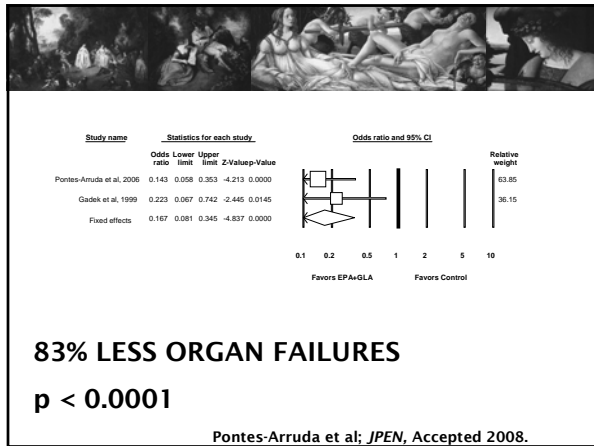 Study name Statistics for each study Odds ratio and 95% CI
Odds Lower Upper Relative
ratio limit limit Z-Value p-Value weight
Pontes-Arruda et al, 2006 0.143 0.058 0.353 -4.213 0.0000 63.85
Gadek et al, 1999 0.223 0.067 0.742 -2.445 0.0145 36.15
Fixed effects 0.167 0.081 0.345 -4.837 0.0000
0.1 0.2 0.5 1 2 5 10
Favors EPA+GLA Favors Control
83% LESS ORGAN FAILURES
p < 0.0001
Pontes-Arruda et al; JPEN, Accepted 2008.